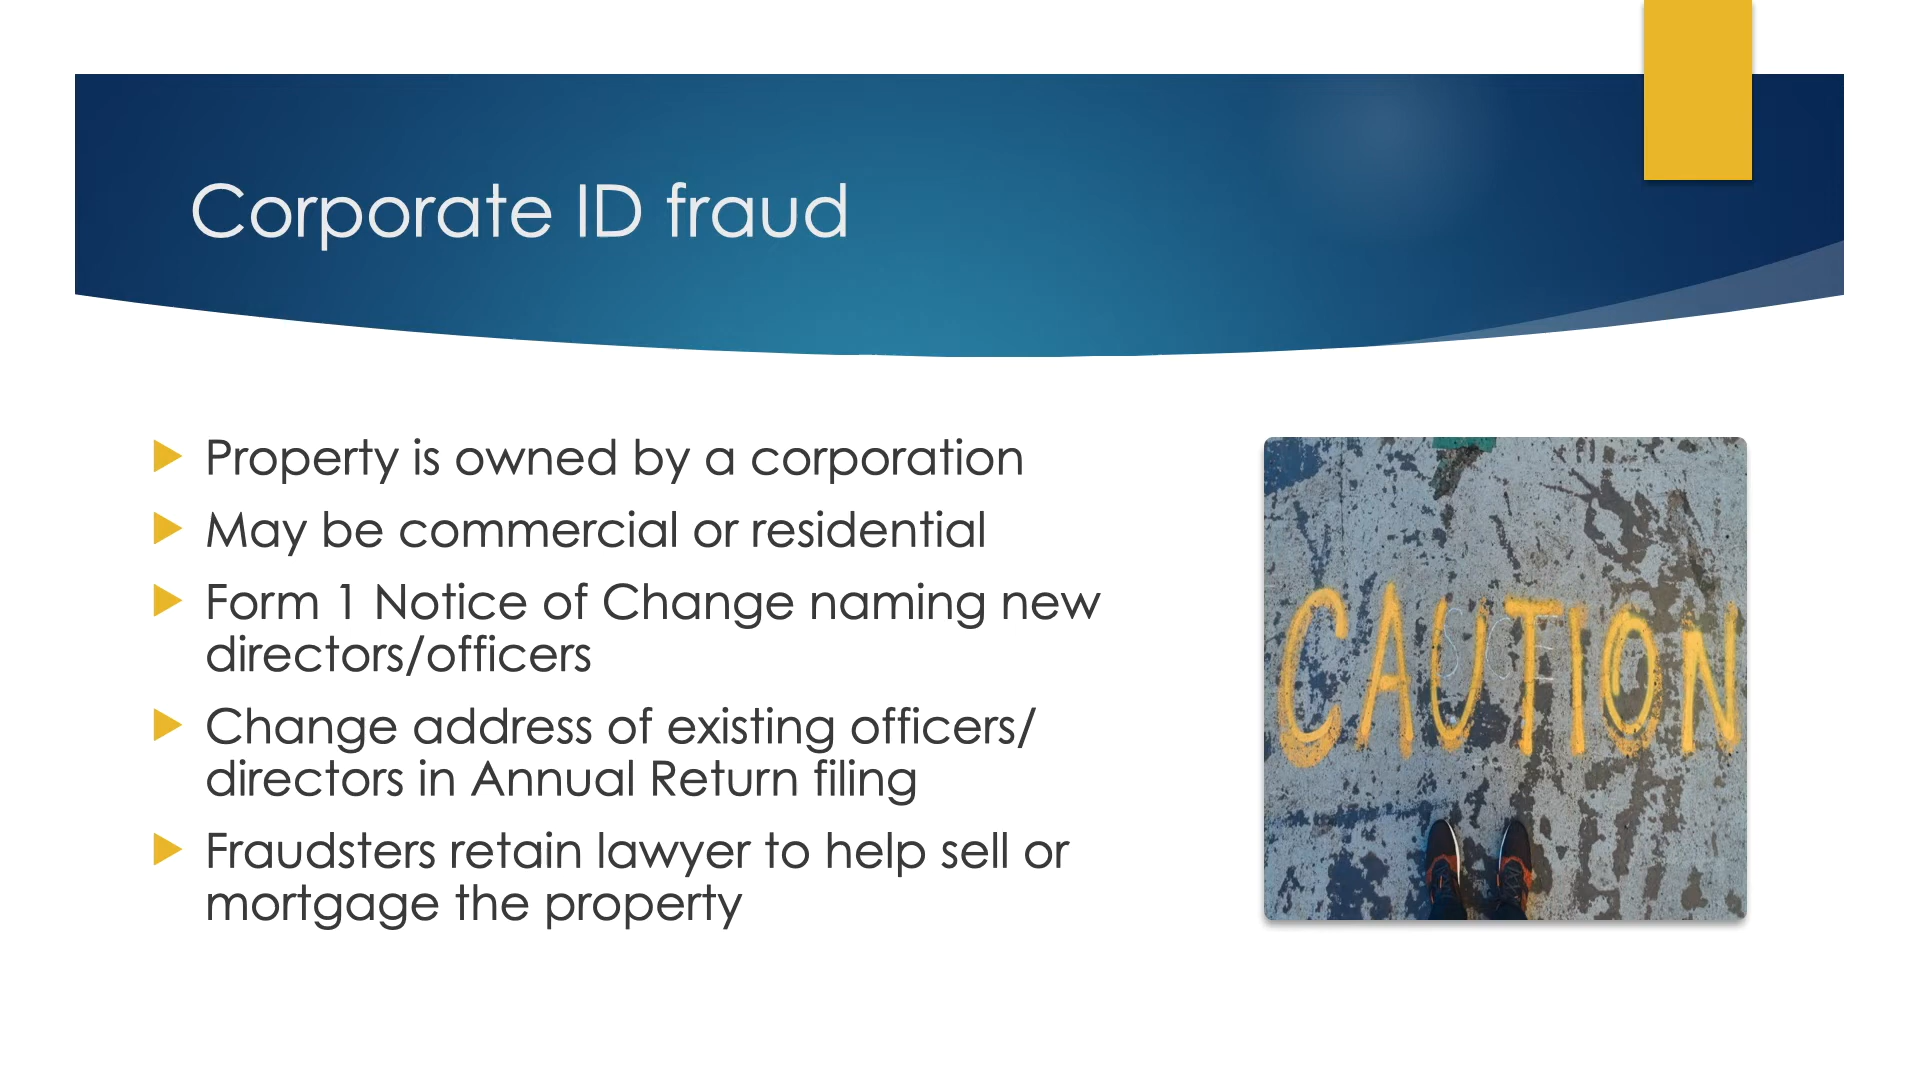 Corporate ID fraud
Property is owned by a corporation
May be commercial or residential
Form 1 Notice of Change naming new
directors/officers
Change address of existing officers/
directors in Annual Return filing
Fraudsters retain lawyer to help sell or
mortgage the property
CAUTION